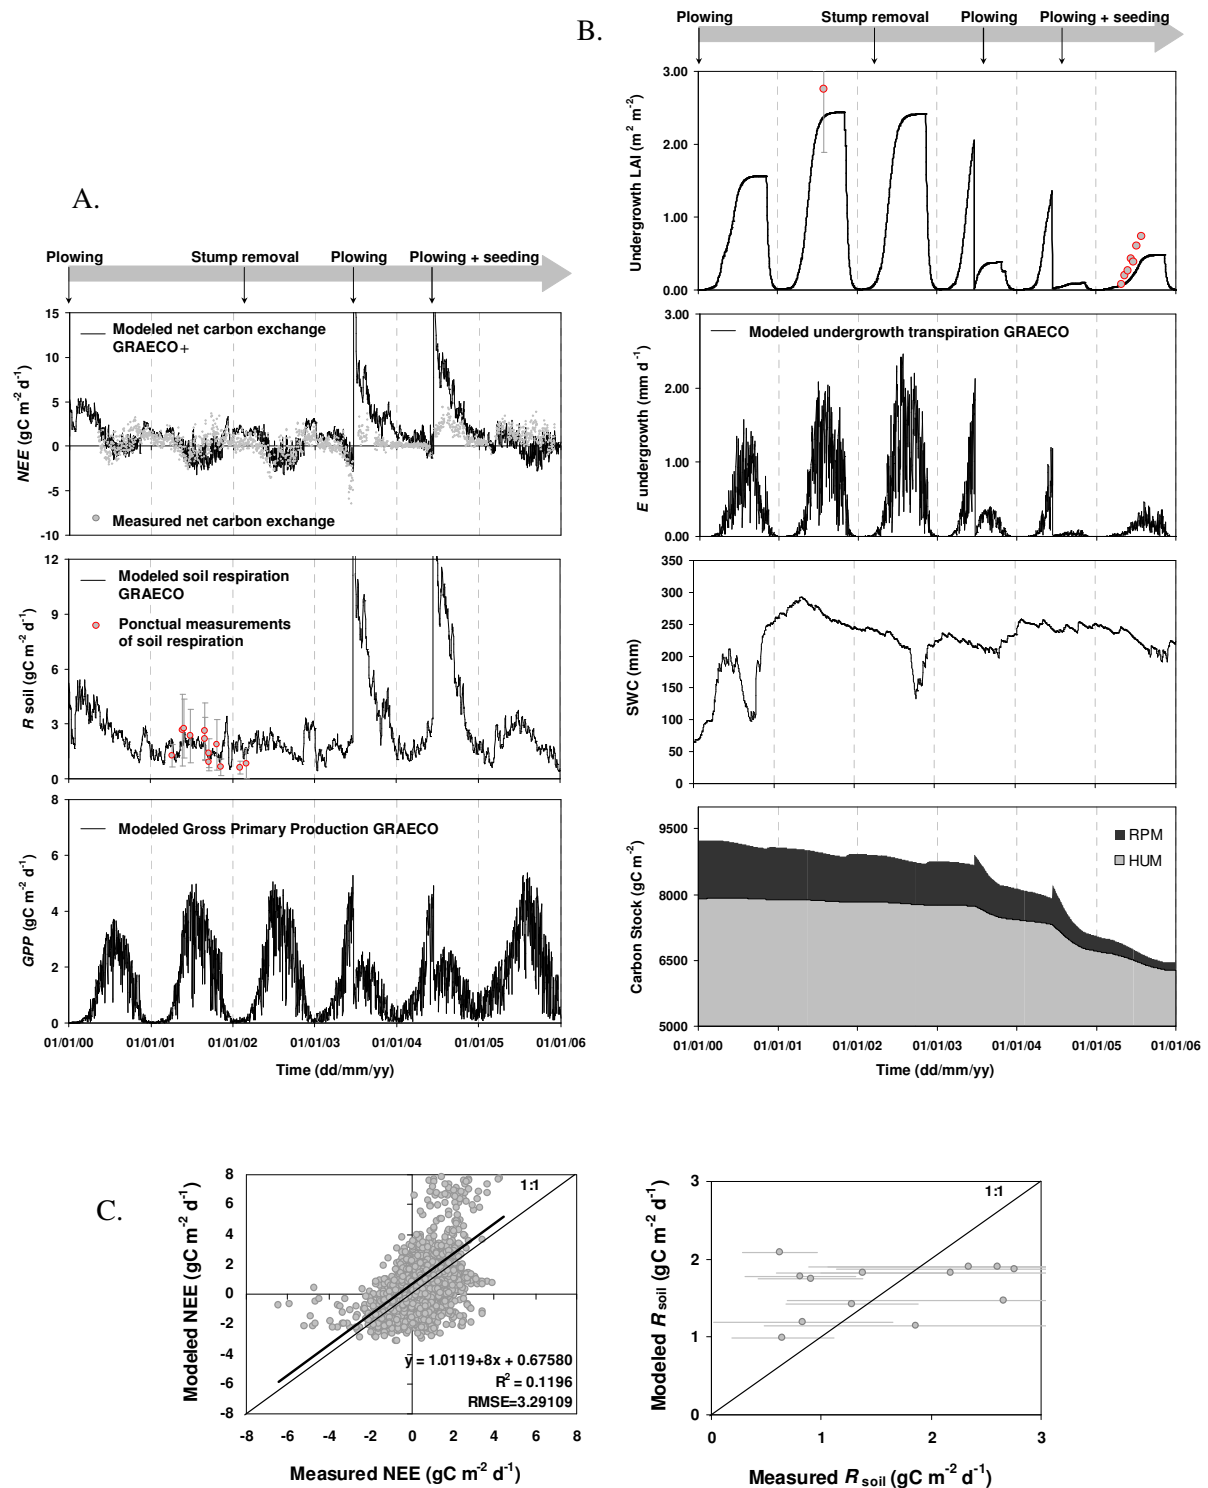 B.
Plowing Stump removal Plowing Plowing + seeding
3.00
2.00
1.00
0.00
Undergrowth LAI (m² m⁻²)
A.
Plowing Stump removal Plowing Plowing + seeding
15
10
5
0
-5
-10
NEE (gC m⁻² d⁻¹)
Modeled net carbon exchange
GRAECO+
Measured net carbon exchange
3.00
2.00
1.00
0.00
E undergrowth (mm d⁻¹)
Modeled undergrowth transpiration GRAECO
12
9
6
3
0
R soil (gC m⁻² d⁻¹)
Modeled soil respiration
GRAECO
Ponctual measurements
of soil respiration
350
300
250
200
150
100
50
0
SWC (mm)
8
6
4
2
0
GPP (gC m⁻² d⁻¹)
Modeled Gross Primary Production GRAECO
01/01/00 01/01/01 01/01/02 01/01/03 01/01/04 01/01/05 01/01/06
Time (dd/mm/yy)
9500
8000
6500
5000
Carbon Stock (gC m⁻²)
RPM
HUM
01/01/00 01/01/01 01/01/02 01/01/03 01/01/04 01/01/05 01/01/06
Time (dd/mm/yy)
C.
8
6
4
2
0
-2
-4
-6
-8
Modeled NEE (gC m⁻² d⁻¹)
1:1
y = 1.0119+8x + 0.67580
R² = 0.1196
RMSE=3.29109
-8 -6 -4 -2 0 2 4 6 8
Measured NEE (gC m⁻² d⁻¹)
3
2
1
0
Modeled R soil (gC m⁻² d⁻¹)
1:1
0 1 2 3
Measured R soil (gC m⁻² d⁻¹)